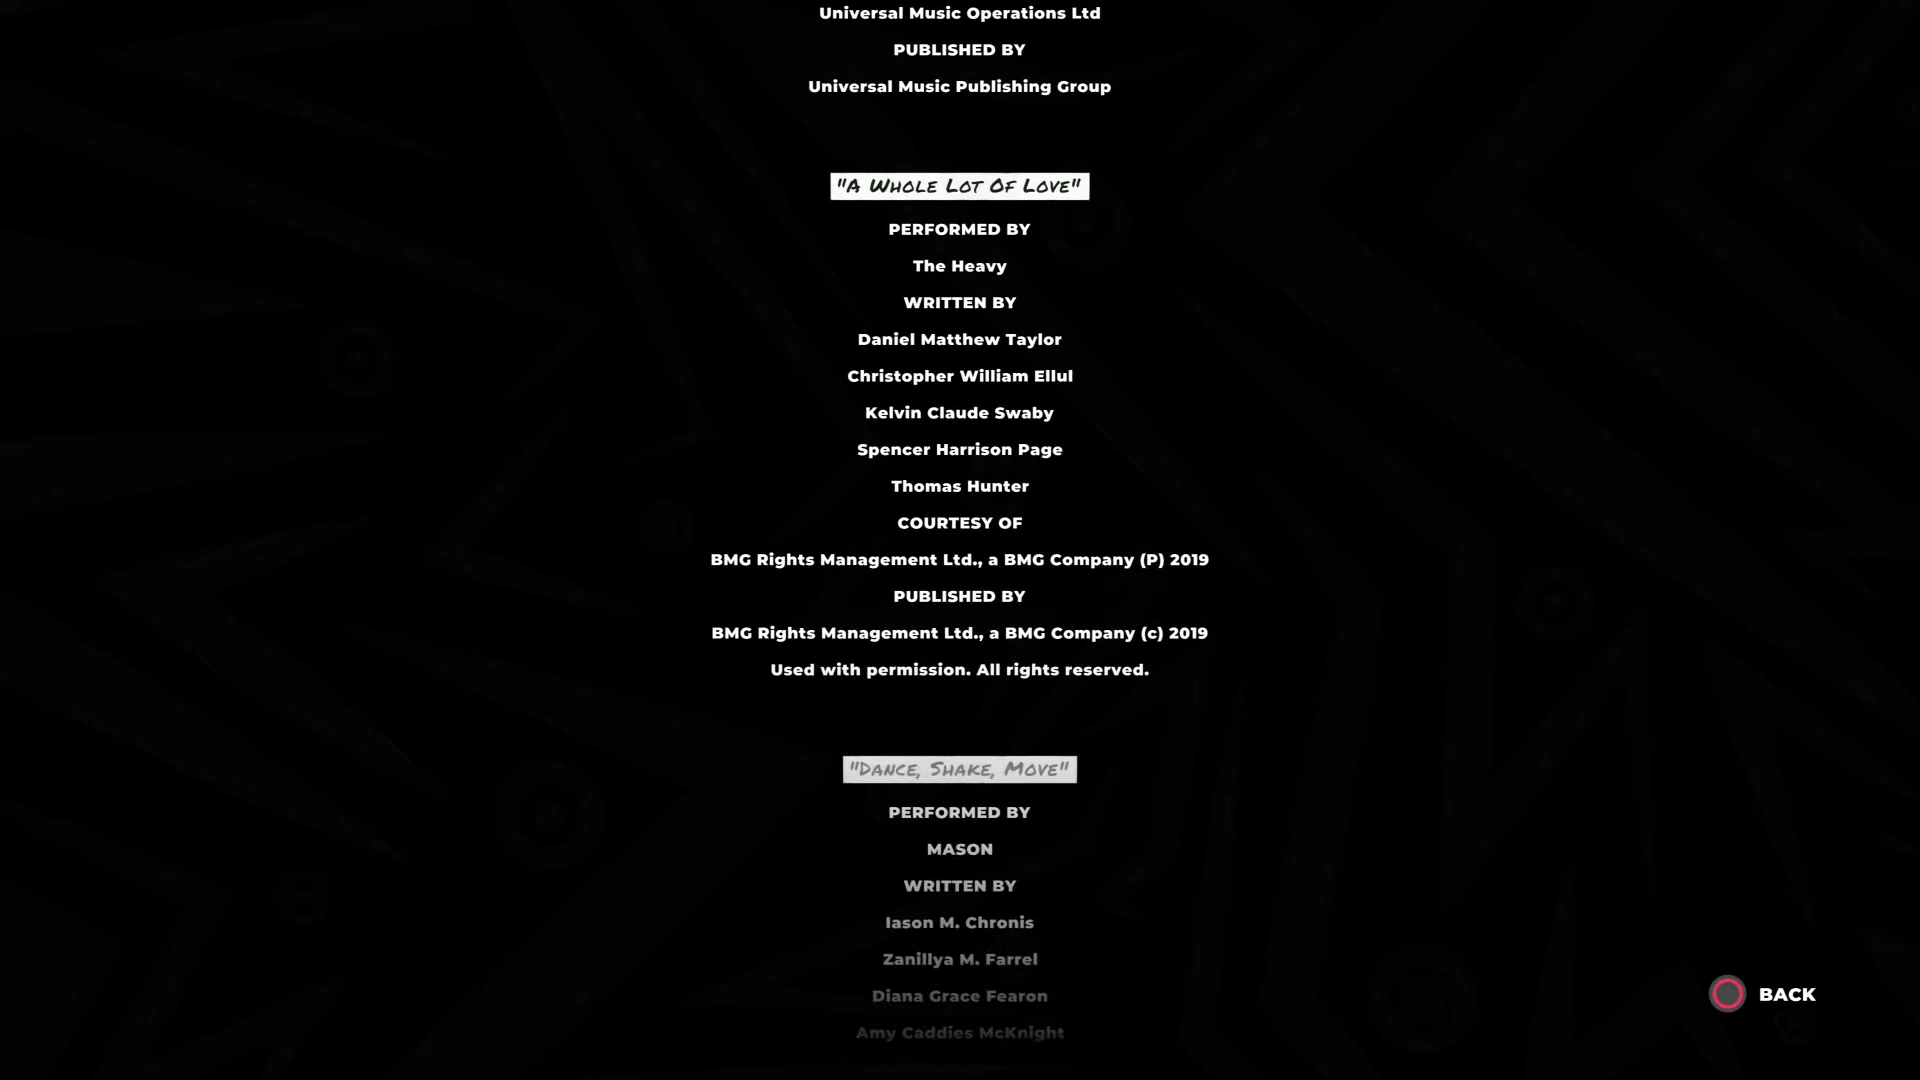 Universal Music Operations Ltd
PUBLISHED BY
Universal Music Publishing Group
"A Whole Lot Of Love"
PERFORMED BY
The Heavy
WRITTEN BY
Daniel Matthew Taylor
Christopher William Ellul
Kelvin Claude Swaby
Spencer Harrison Page
Thomas Hunter
COURTESY OF
BMG Rights Management Ltd., a BMG Company (P) 2019
PUBLISHED BY
BMG Rights Management Ltd., a BMG Company (c) 2019
Used with permission. All rights reserved.
"Dance, Shake, Move"
PERFORMED BY
MASON
WRITTEN BY
Iason M. Chronis
Zanillya M. Farrel
Diana Grace Fearon
Amy Caddies McKnight
BACK